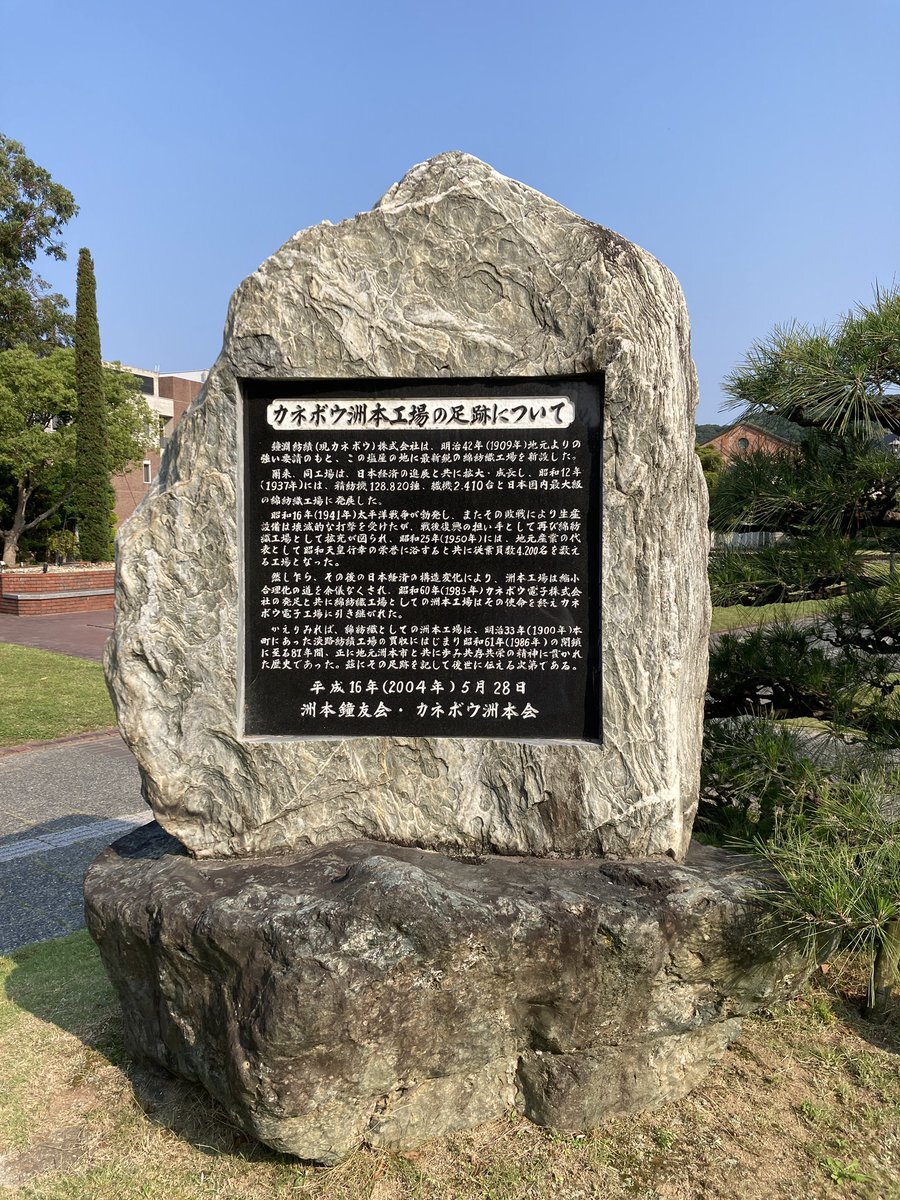 カネボウ洲本工場の足跡について
鐘淵紡績(現カネボウ)株式会社は、明治42年(1909年)地元よりの
強い要請のもと、この塩屋の地に最新鋭の綿紡織工場を新設した。
爾来、同工場は、日本経済の進展と共に拡大・成長し、昭和12年
(1937年)には、精紡機128.820錘、織機2.410台と日本国内最大級
の綿紡織工場に発展した。
昭和16年(1941年)太平洋戦争が勃発し、またその敗戦により生産
設備は壊滅的な打撃を受けたが、戦後復興の担い手として再び綿紡
織工場として拡充が図られ、昭和25年(1950年)には、地元産業の代
表として昭和天皇行幸の栄誉に浴すると共に従業員数4.200名を数え
る工場となった。
然し乍ら、その後の日本経済の構造変化により、洲本工場は縮小
合理化の道を余儀なくされ、昭和60年(1985年)カネボウ電子株式会
社の発足と共に綿紡織工場としての洲本工場はその使命を終えカネ
ボウ電子工場に引き継がれた。
かえりみれば、綿紡織としての洲本工場は、明治33年(1900年)本
町にあった淡路紡績工場の買収にはじまり昭和61年(1986年)の閉鎖
に至る87年間、正に地元洲本市と共に歩み共存共栄の精神に貫かれ
た歴史であった。茲にその足跡を記して後世に伝える次第である。
平成16年(2004年)5月28日
洲本鐘友会・カネボウ洲本会